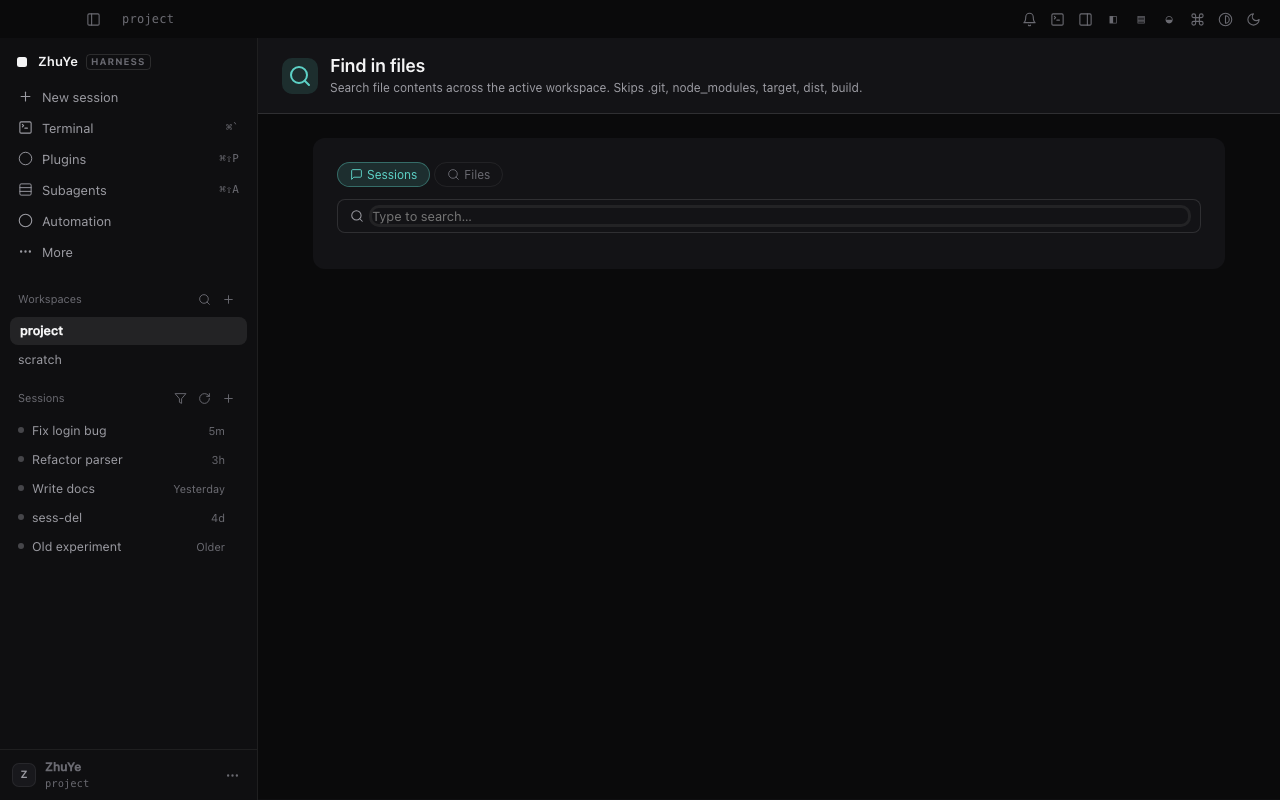 project
ZhuYe HARNESS
New session
Terminal ⌘`
Plugins ⌘⇧P
Subagents ⌘⇧A
Automation
More
Workspaces
project
scratch
Sessions
Fix login bug 5m
Refactor parser 3h
Write docs Yesterday
sess-del 4d
Old experiment Older
Z
ZhuYe
project
Find in files
Search file contents across the active workspace. Skips .git, node_modules, target, dist, build.
Sessions Files
Type to search...